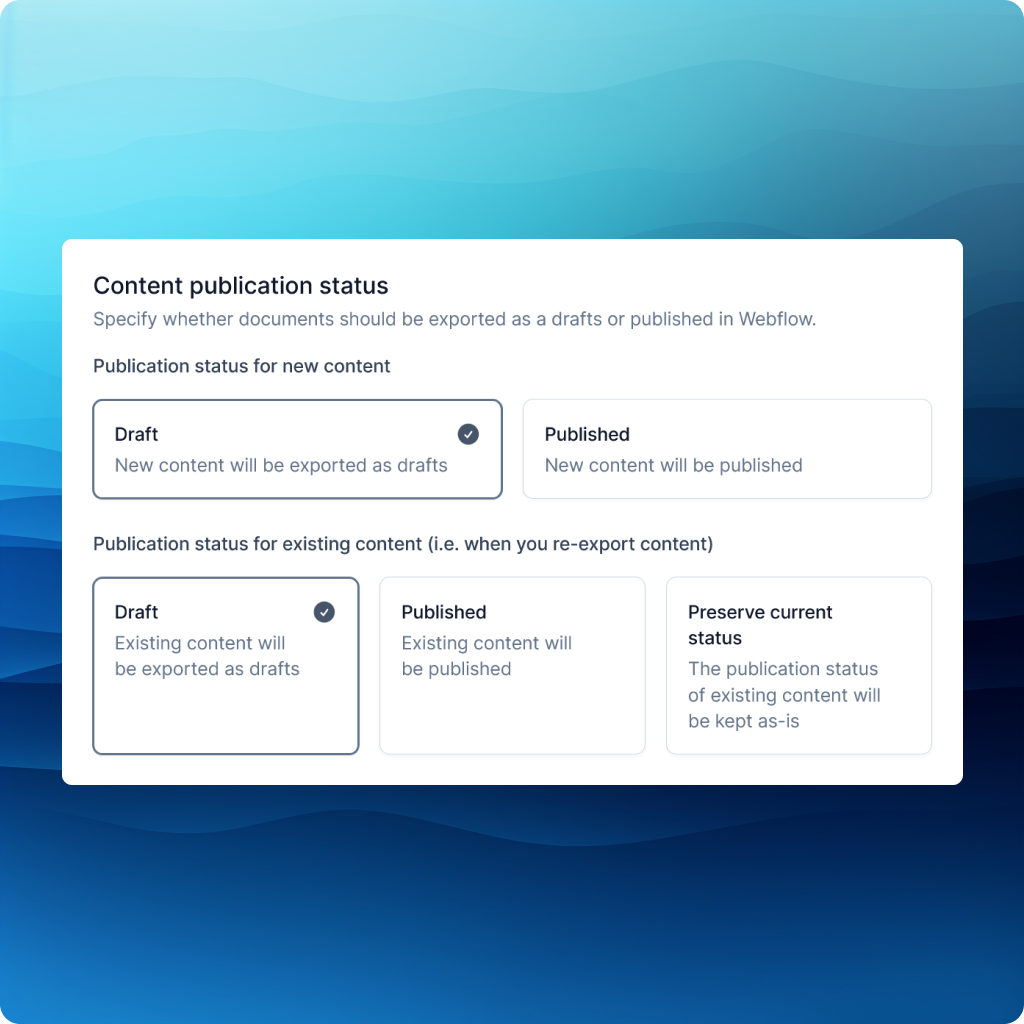 Content publication status
Specify whether documents should be exported as a drafts or published in Webflow.
Publication status for new content
Draft
New content will be exported as drafts
Published
New content will be published
Publication status for existing content (i.e. when you re-export content)
Draft
Existing content will
be exported as drafts
Published
Existing content will
be published
Preserve current
status
The publication status
of existing content will
be kept as-is